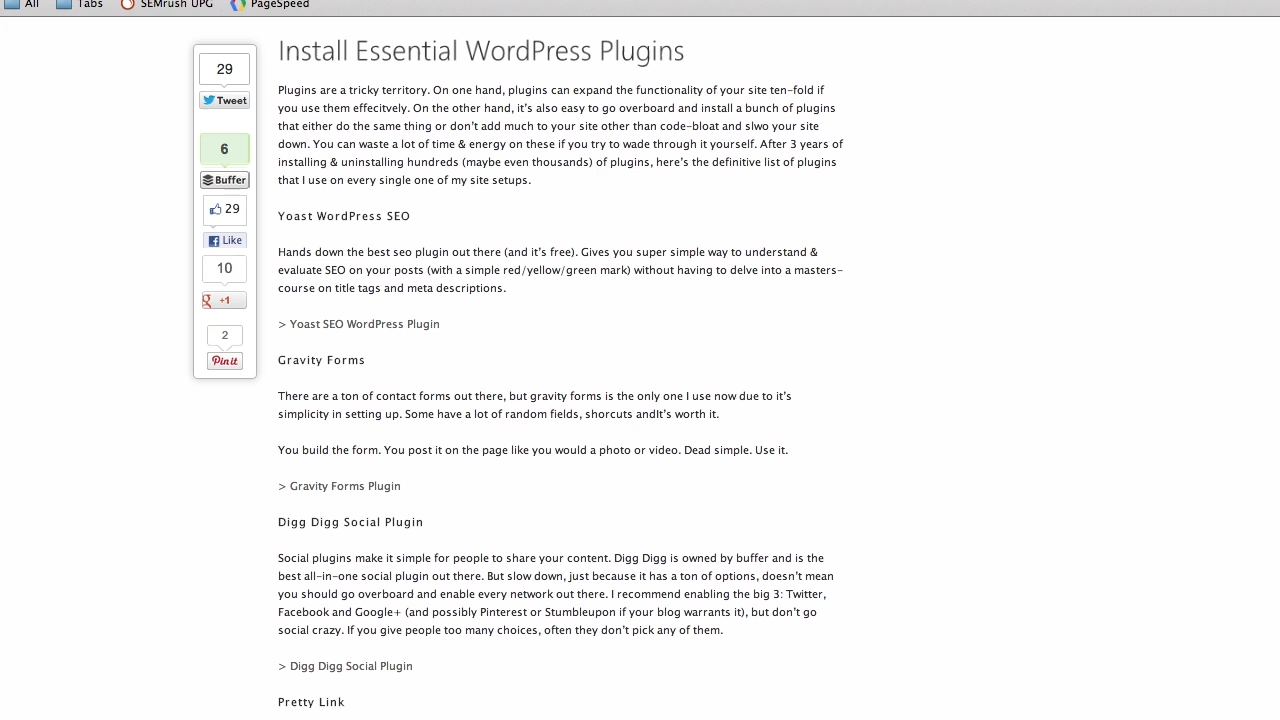 All Tabs SEMrush UPG PageSpeed
29
Tweet
6
Buffer
29
Like
10
+1
2
Pin it
Install Essential WordPress Plugins
Plugins are a tricky territory. On one hand, plugins can expand the functionality of your site ten-fold if
you use them effecitvely. On the other hand, it's also easy to go overboard and install a bunch of plugins
that either do the same thing or don't add much to your site other than code-bloat and slwo your site
down. You can waste a lot of time & energy on these if you try to wade through it yourself. After 3 years of
installing & uninstalling hundreds (maybe even thousands) of plugins, here's the definitive list of plugins
that I use on every single one of my site setups.
Yoast WordPress SEO
Hands down the best seo plugin out there (and it's free). Gives you super simple way to understand &
evaluate SEO on your posts (with a simple red/yellow/green mark) without having to delve into a masters-
course on title tags and meta descriptions.
> Yoast SEO WordPress Plugin
Gravity Forms
There are a ton of contact forms out there, but gravity forms is the only one I use now due to it's
simplicity in setting up. Some have a lot of random fields, shorcuts andIt's worth it.
You build the form. You post it on the page like you would a photo or video. Dead simple. Use it.
> Gravity Forms Plugin
Digg Digg Social Plugin
Social plugins make it simple for people to share your content. Digg Digg is owned by buffer and is the
best all-in-one social plugin out there. But slow down, just because it has a ton of options, doesn't mean
you should go overboard and enable every network out there. I recommend enabling the big 3: Twitter,
Facebook and Google+ (and possibly Pinterest or Stumbleupon if your blog warrants it), but don't go
social crazy. If you give people too many choices, often they don't pick any of them.
> Digg Digg Social Plugin
Pretty Link